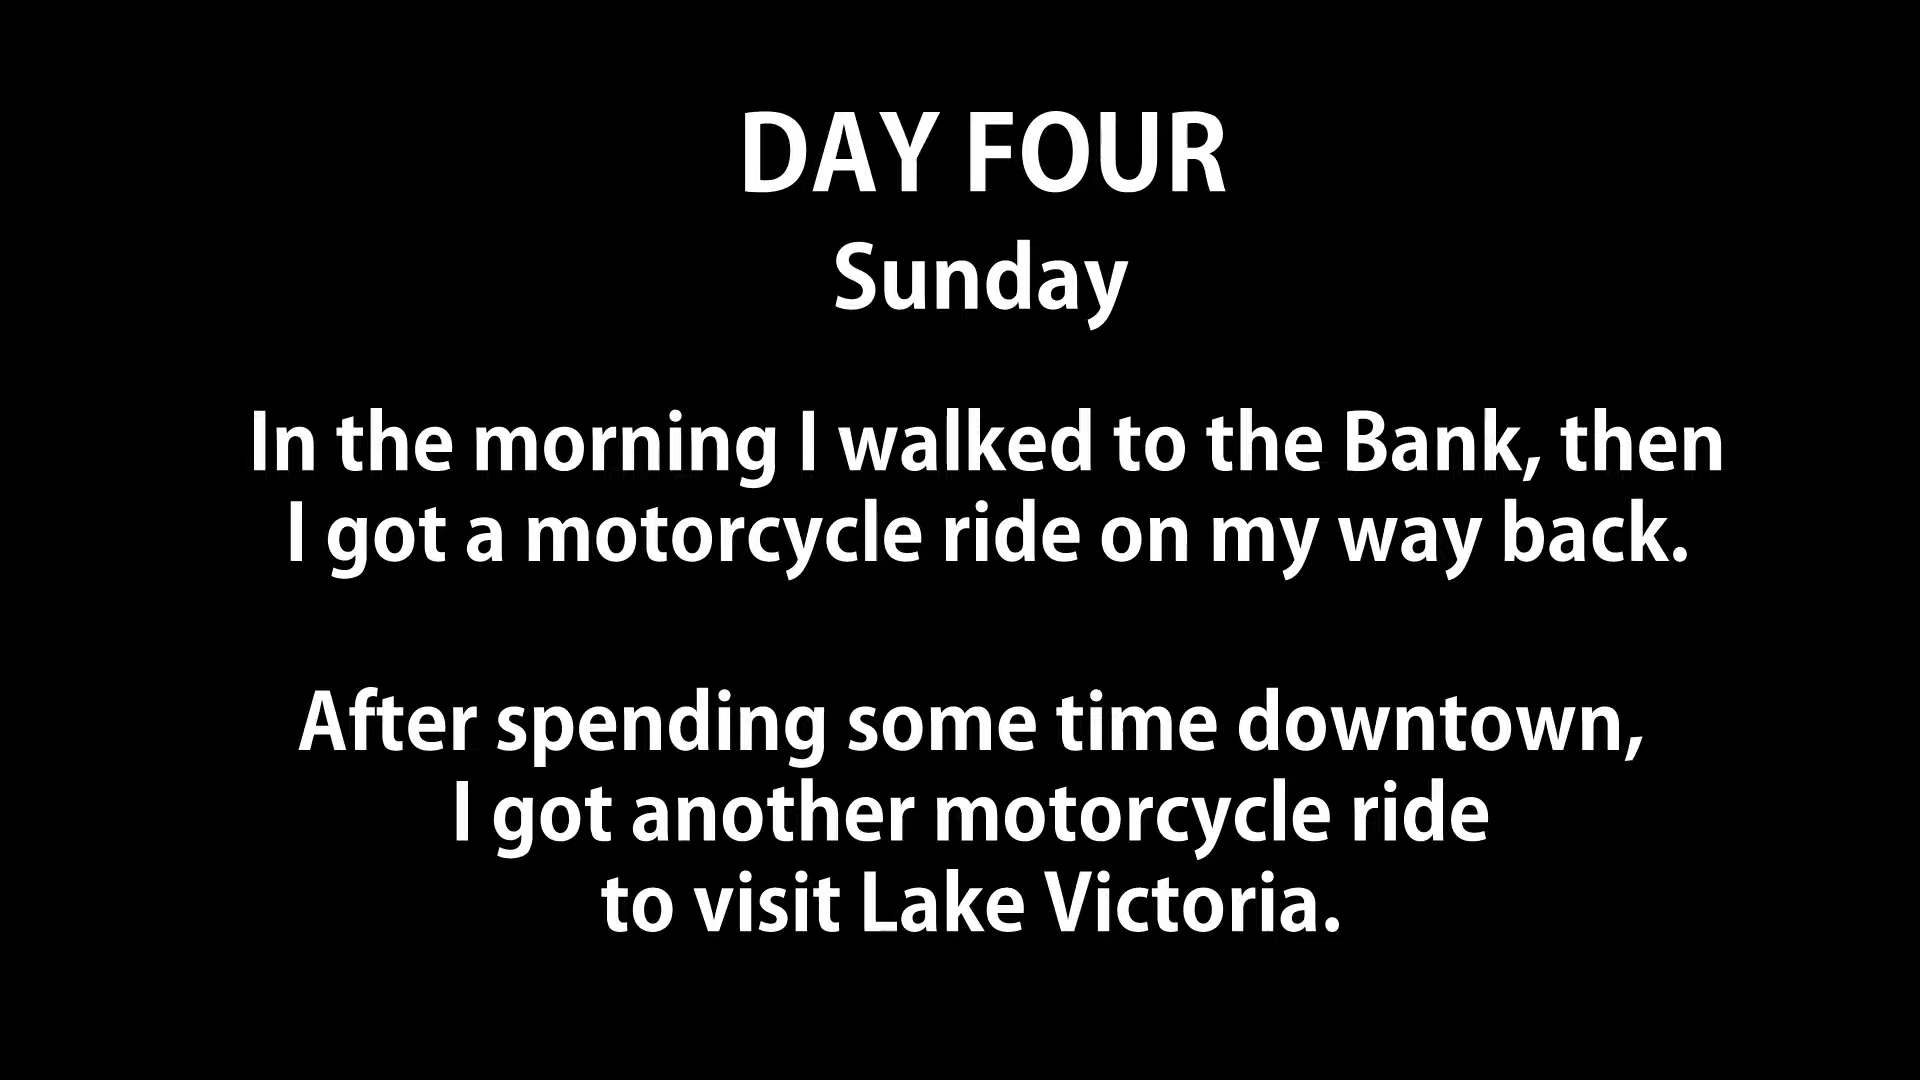 DAY FOUR
Sunday
In the morning I walked to the Bank, then
I got a motorcycle ride on my way back.
After spending some time downtown,
I got another motorcycle ride
to visit Lake Victoria.